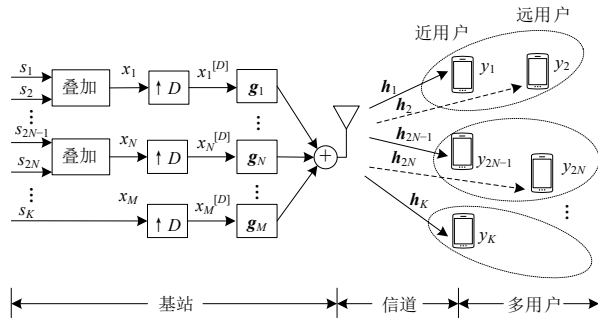 近用户 远用户
s1 x1 x1[D] h1 y1 y2
叠加 ↑ D g1
s2 h2
⋮ ⋮
s2N−1 xN xN[D] h2N−1 y2N−1
叠加 ↑ D gN +
s2N h2N y2N
⋮ ⋮ ⋮
xM xM[D] hK
sK ↑ D gM yK
基站 信道 多用户